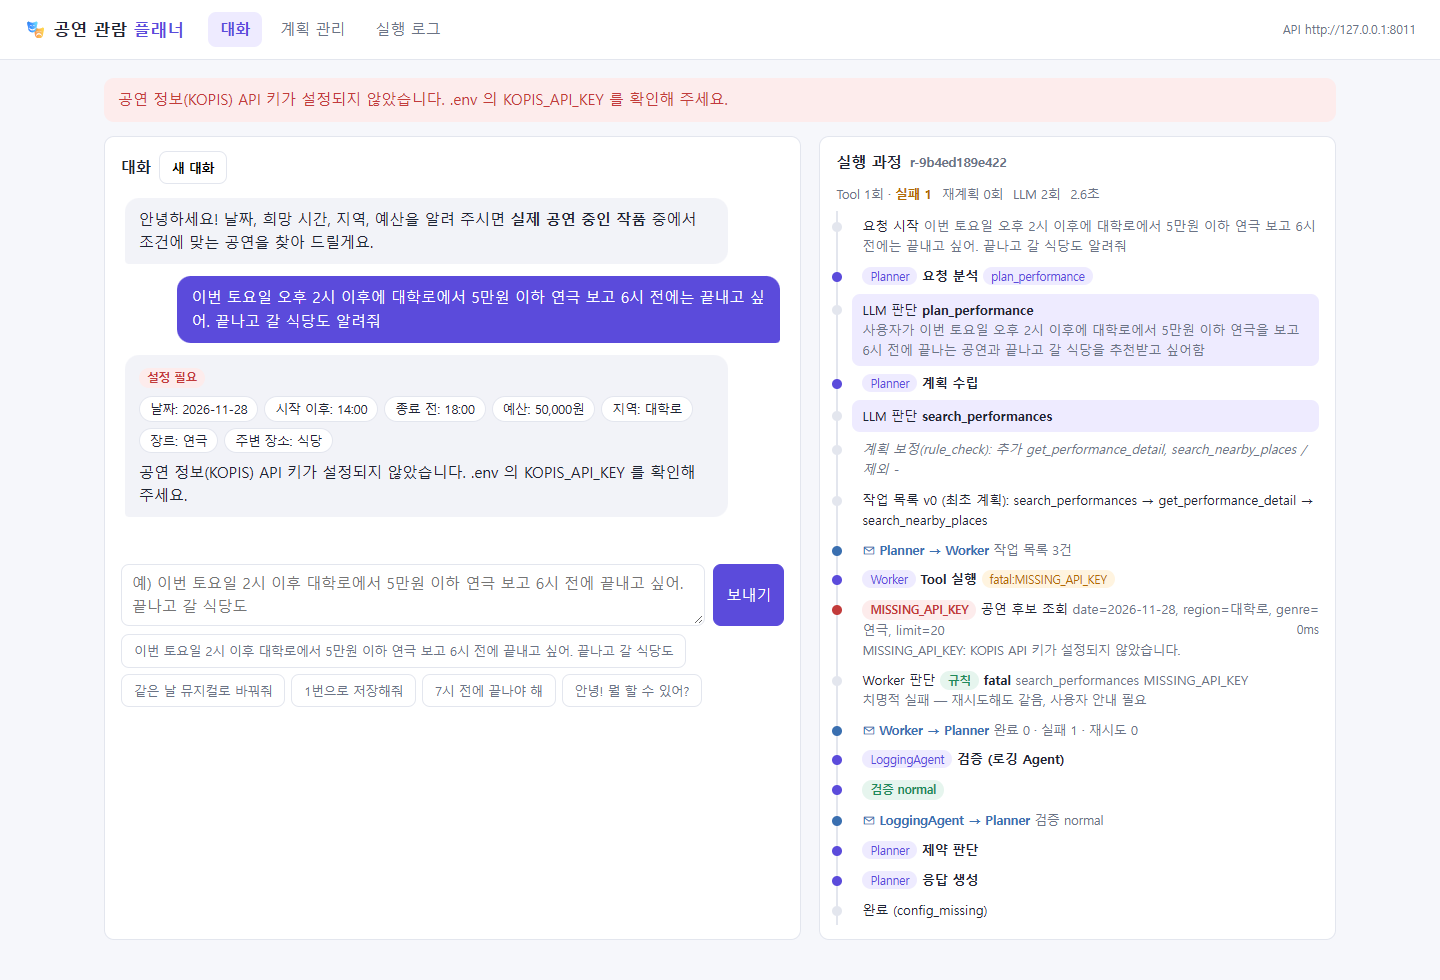 공연 관람 플래너
대화
계획 관리
실행 로그
API http://127.0.0.1:8011
공연 정보(KOPIS) API 키가 설정되지 않았습니다. .env 의 KOPIS_API_KEY 를 확인해 주세요.
대화
새 대화
안녕하세요! 날짜, 희망 시간, 지역, 예산을 알려 주시면 실제 공연 중인 작품 중에서
조건에 맞는 공연을 찾아 드릴게요.
이번 토요일 오후 2시 이후에 대학로에서 5만원 이하 연극 보고 6시 전에는 끝내고 싶
어. 끝나고 갈 식당도 알려줘
설정 필요
날짜: 2026-11-28
시작 이후: 14:00
종료 전: 18:00
예산: 50,000원
지역: 대학로
장르: 연극
주변 장소: 식당
공연 정보(KOPIS) API 키가 설정되지 않았습니다. .env 의 KOPIS_API_KEY 를 확인해
주세요.
예) 이번 토요일 2시 이후 대학로에서 5만원 이하 연극 보고 6시 전에 끝내고 싶어.
끝나고 갈 식당도
보내기
이번 토요일 2시 이후 대학로에서 5만원 이하 연극 보고 6시 전에 끝내고 싶어. 끝나고 갈 식당도
같은 날 뮤지컬로 바꿔줘
1번으로 저장해줘
7시 전에 끝나야 해
안녕! 뭘 할 수 있어?
실행 과정 r-9b4ed189e422
Tool 1회 · 실패 1 재계획 0회 LLM 2회 2.6초
요청 시작 이번 토요일 오후 2시 이후에 대학로에서 5만원 이하 연극 보고 6시
전에는 끝내고 싶어. 끝나고 갈 식당도 알려줘
Planner 요청 분석 plan_performance
LLM 판단 plan_performance
사용자가 이번 토요일 오후 2시 이후에 대학로에서 5만원 이하 연극을 보고
6시 전에 끝나는 공연과 끝나고 갈 식당을 추천받고 싶어함
Planner 계획 수립
LLM 판단 search_performances
계획 보정(rule_check): 추가 get_performance_detail, search_nearby_places /
제외 -
작업 목록 v0 (최초 계획): search_performances → get_performance_detail →
search_nearby_places
Planner → Worker 작업 목록 3건
Worker Tool 실행 fatal:MISSING_API_KEY
MISSING_API_KEY 공연 후보 조회 date=2026-11-28, region=대학로, genre=
연극, limit=20 0ms
MISSING_API_KEY: KOPIS API 키가 설정되지 않았습니다.
Worker 판단 규칙 fatal search_performances MISSING_API_KEY
치명적 실패 — 재시도해도 같음, 사용자 안내 필요
Worker → Planner 완료 0 · 실패 1 · 재시도 0
LoggingAgent 검증 (로깅 Agent)
검증 normal
LoggingAgent → Planner 검증 normal
Planner 제약 판단
Planner 응답 생성
완료 (config_missing)